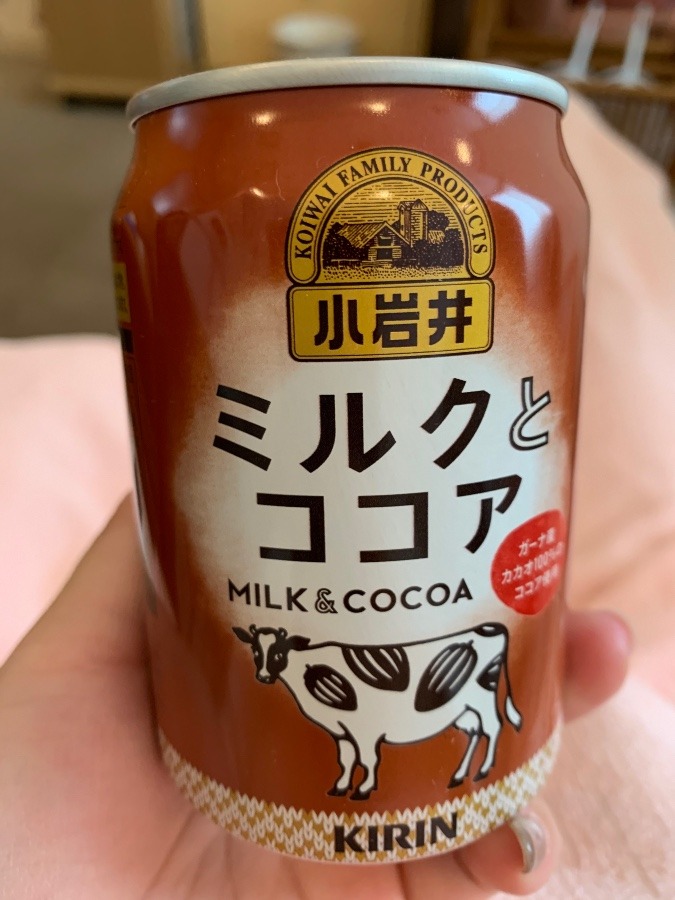 KOIWAI FAMILY PRODUCTS
小岩井
ミルクと
ココア
MILK & COCOA
ガーナ産
カカオ100%の
ココア使用
KIRIN